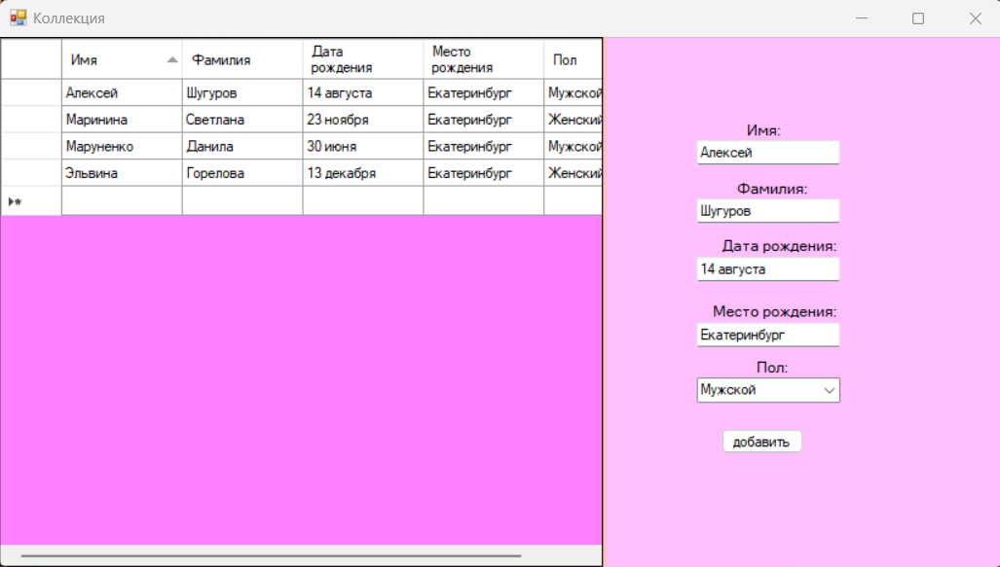 Коллекция
Имя Фамилия Дата рождения Место рождения Пол
Алексей Шугуров 14 августа Екатеринбург Мужской
Маринина Светлана 23 ноября Екатеринбург Женский
Маруненко Данила 30 июня Екатеринбург Мужской
Эльвина Горелова 13 декабря Екатеринбург Женский
Имя:
Алексей
Фамилия:
Шугуров
Дата рождения:
14 августа
Место рождения:
Екатеринбург
Пол:
Мужской
добавить